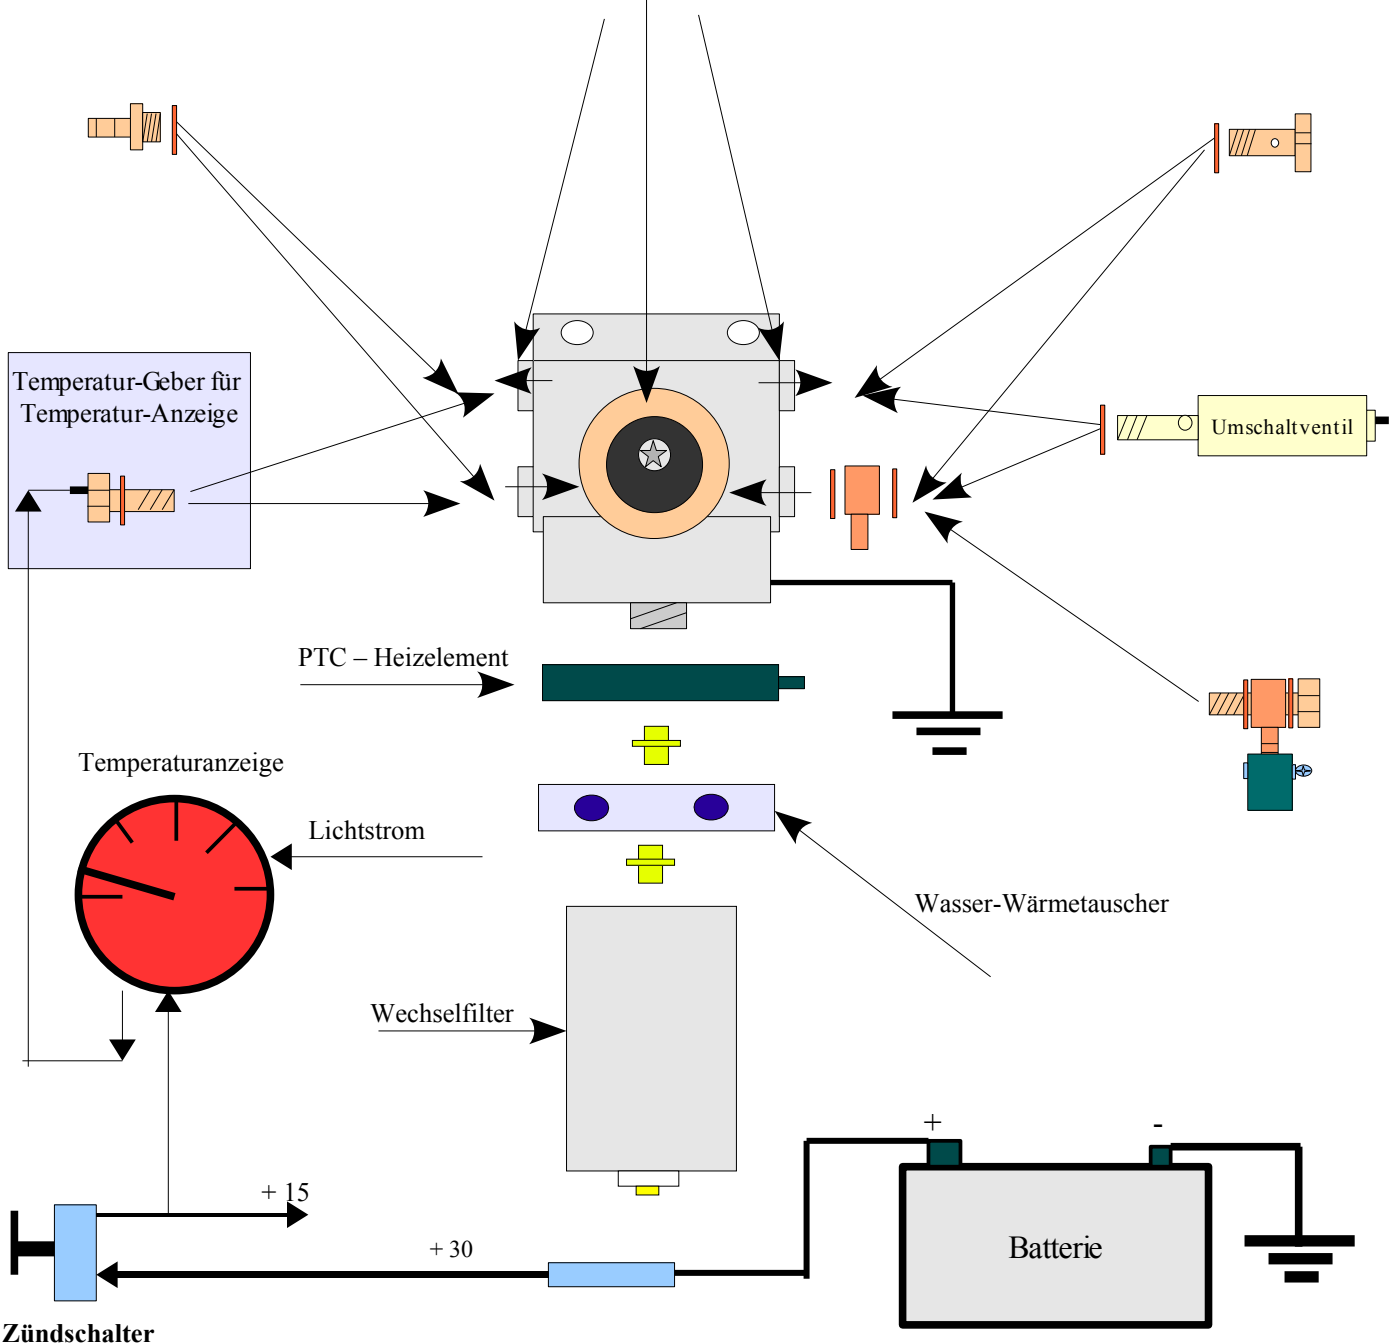 Temperatur-Geber für
Temperatur-Anzeige
Umschaltventil
PTC – Heizelement
Temperaturanzeige
Lichtstrom
Wasser-Wärmetauscher
Wechselfilter
+ -
+ 15
+ 30
Batterie
Zündschalter